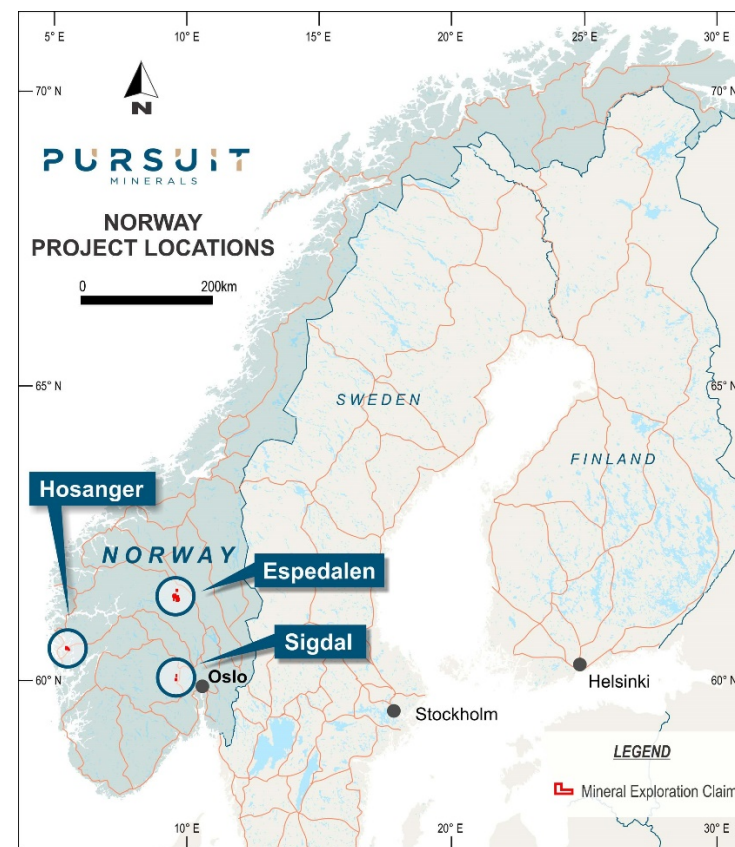 5° E 10° E 15° E 20° E 25° E 30° E
70° N 70° N
N
PURSUIT
MINERALS
NORWAY
PROJECT LOCATIONS
0 200km
65° N 65° N
SWEDEN
FINLAND
Hosanger
NORWAY
Espedalen
Sigdal
Oslo
Helsinki
60° N 60° N
Stockholm
LEGEND
Mineral Exploration Claim
10° E 20° E 30° E